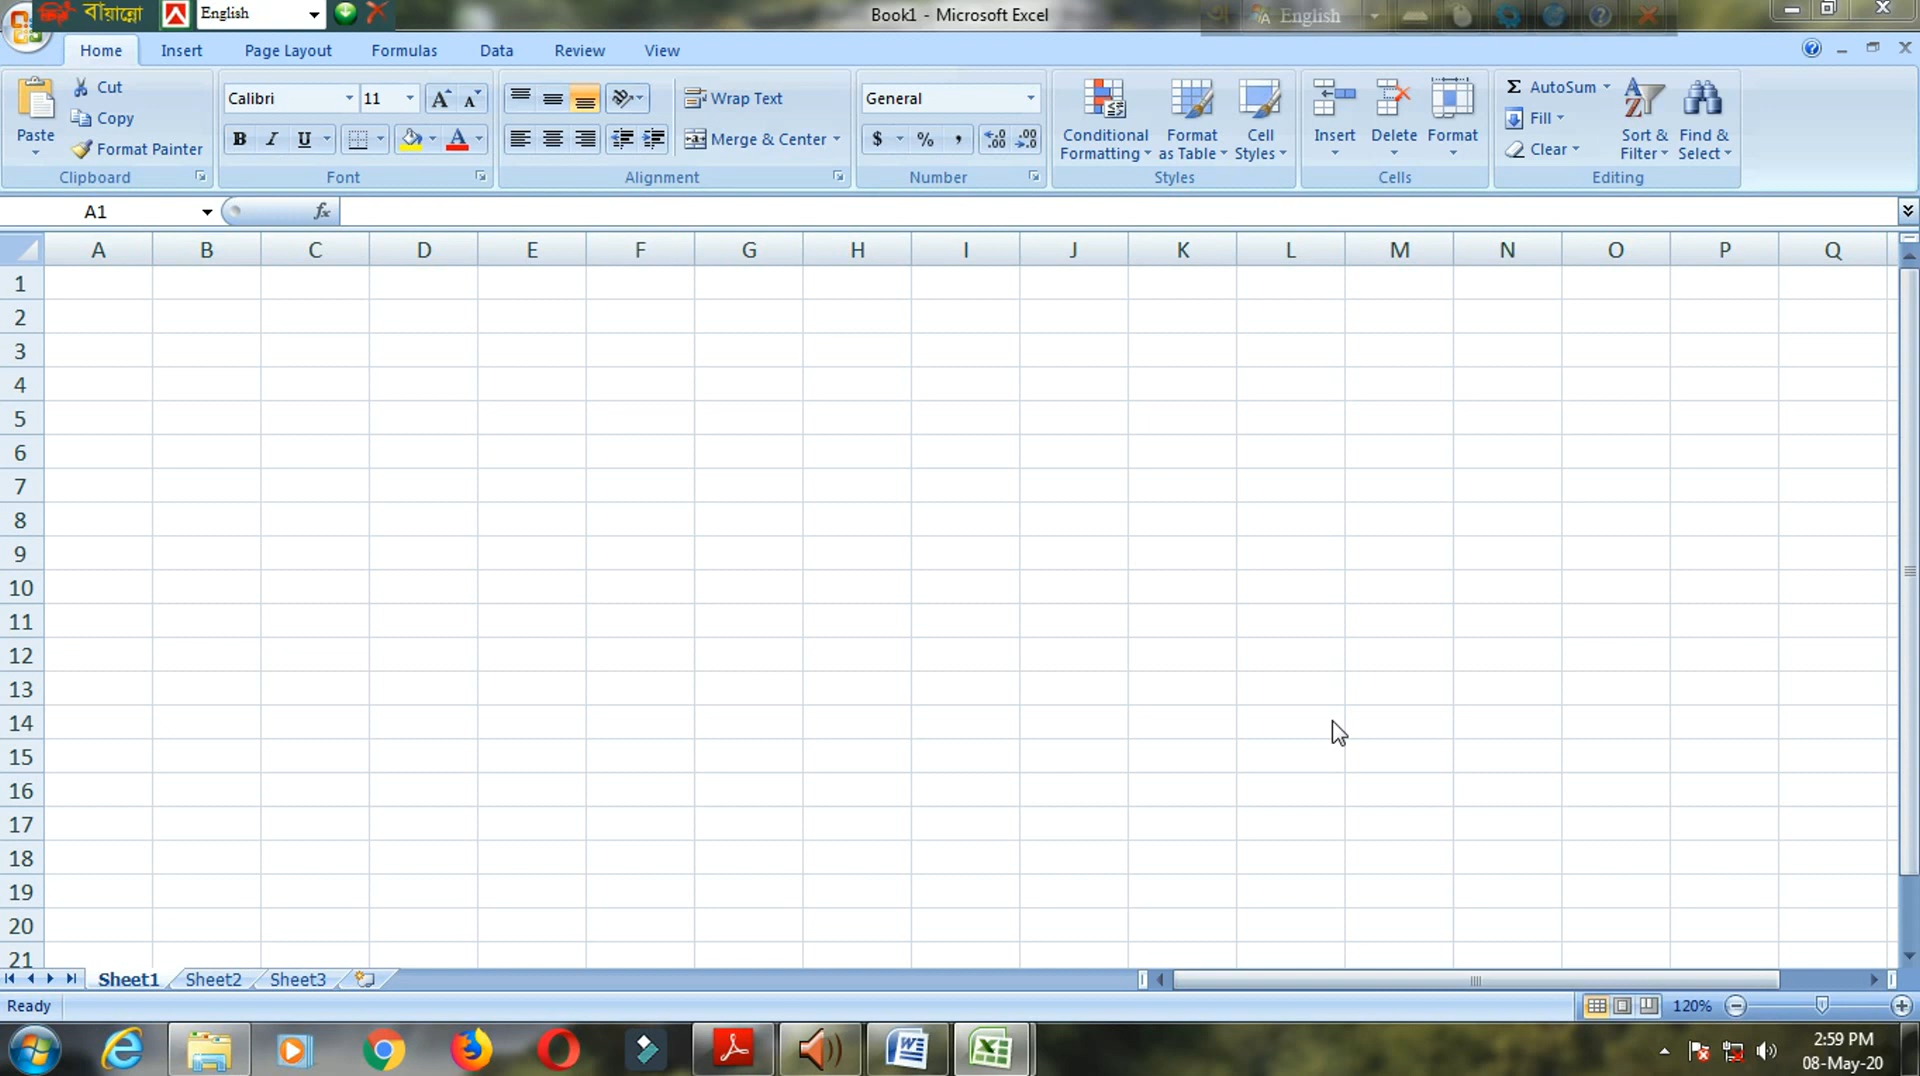 বায়ান্নো English Book1 - Microsoft Excel English
Home Insert Page Layout Formulas Data Review View
Paste Cut Copy Format Painter
Clipboard
Calibri 11
B I U A
Font
Wrap Text
Merge & Center
Alignment
General
$ % ,
Number
Conditional Formatting
Format as Table
Cell Styles
Styles
Insert Delete Format
Cells
Σ AutoSum
Fill
Clear
Sort & Filter
Find & Select
Editing
A1 fx
A B C D E F G H I J K L M N O P Q
1
2
3
4
5
6
7
8
9
10
11
12
13
14
15
16
17
18
19
20
21
Sheet1 Sheet2 Sheet3
Ready 120%
2:59 PM
08-May-20